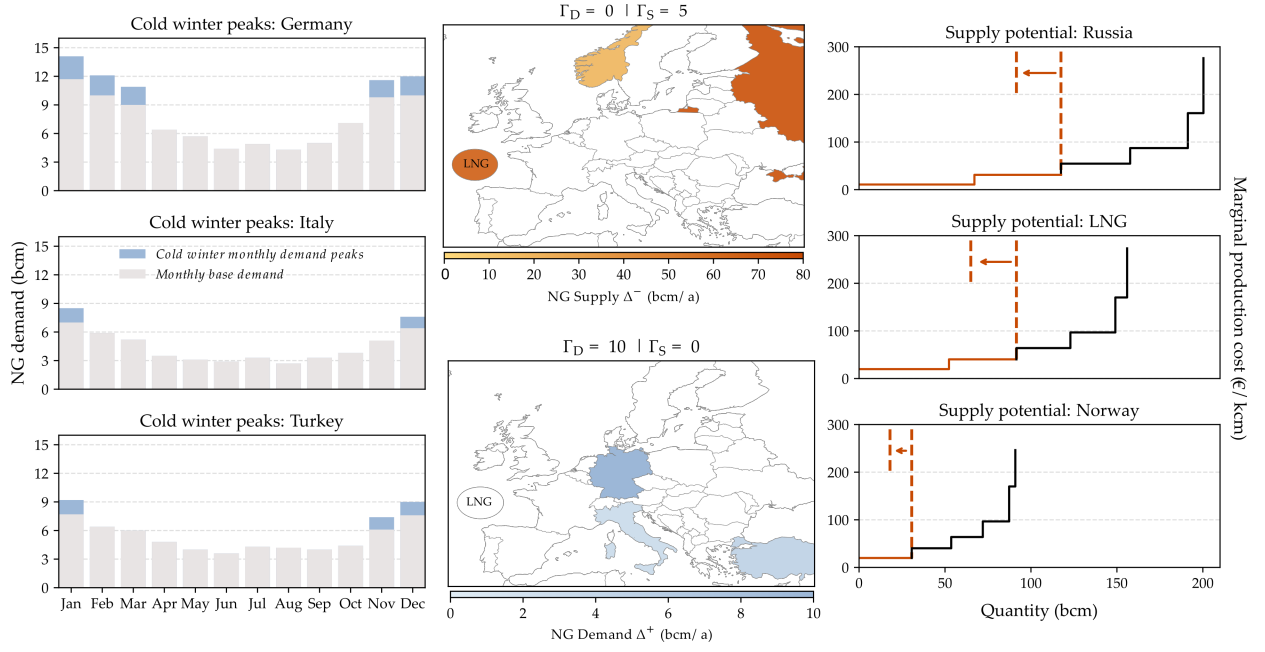 Cold winter peaks: Germany
15
12
9
6
3
0
Cold winter peaks: Italy
15
12
9
6
3
0
Cold winter monthly demand peaks
Monthly base demand
NG demand (bcm)
Cold winter peaks: Turkey
15
12
9
6
3
0
Jan Feb Mar Apr May Jun Jul Aug Sep Oct Nov Dec
Γ_D = 0 | Γ_S = 5
LNG
0 10 20 30 40 50 60 70 80
NG Supply Δ⁻ (bcm/ a)
Γ_D = 10 | Γ_S = 0
LNG
0 2 4 6 8 10
NG Demand Δ⁺ (bcm/ a)
Supply potential: Russia
300
200
100
0
Supply potential: LNG
300
200
100
0
Supply potential: Norway
300
200
100
0
0 50 100 150 200
Quantity (bcm)
Marginal production cost (€ / kcm)